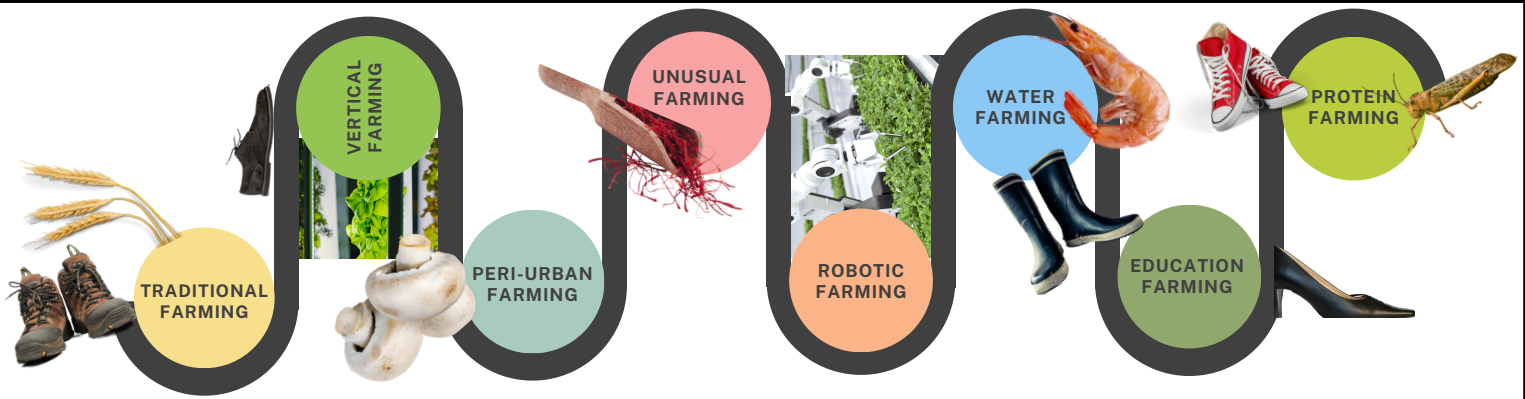 TRADITIONAL
FARMING
VERTICAL
FARMING
PERI-URBAN
FARMING
UNUSUAL
FARMING
ROBOTIC
FARMING
WATER
FARMING
EDUCATION
FARMING
PROTEIN
FARMING